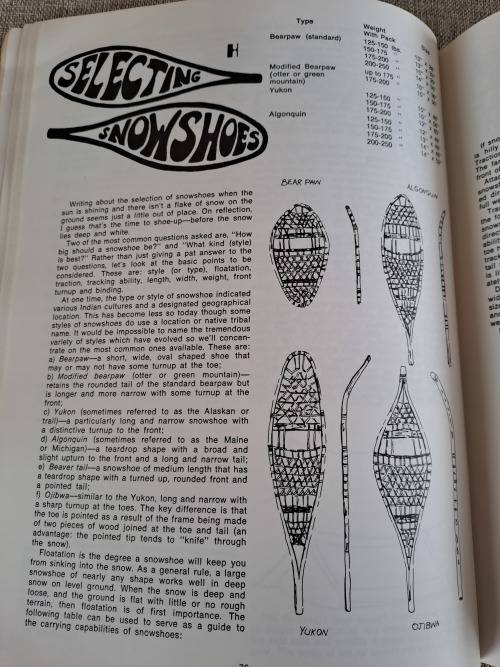 SELECTING
SNOWSHOES
H
Writing about the selection of snowshoes when the
sun is shining and there isn't a flake of snow on the
ground seems just a little out of place. On reflection,
I guess that's the time to shoe-up—before the snow
lies deep and white.
Two of the most common questions asked, are, "How
big should a snowshoe be?" and "What kind (style)
is best?" Rather than just giving a pat answer to the
two questions, let's look at the basic points to be
considered. These are: style (or type), floatation,
traction, tracking ability, length, width, weight, front
turnup and binding.
At one time, the type or style of snowshoe indicated
various Indian cultures and a designated geographical
location. This has become less so today though some
styles of snowshoes do use a location or native tribal
name. It would be impossible to name the tremendous
variety of styles which have evolved so we'll concen-
trate on the most common ones available. These are:
a) Bearpaw—a short, wide, oval shaped shoe that
may or may not have some turnup at the toe;
b) Modified bearpaw (otter or green mountain)—
retains the rounded tail of the standard bearpaw but
is longer and more narrow with some turnup at the
front;
c) Yukon (sometimes referred to as the Alaskan or
trail)—a particularly long and narrow snowshoe with
a distinctive turnup to the front;
d) Algonquin (sometimes referred to as the Maine
or Michigan)—a teardrop shape with a broad and
slight upturn to the front and a long and narrow tail;
e) Beaver tail—a snowshoe of medium length that has
a teardrop shape with a turned up, rounded front and
a pointed tail;
f) Ojibwa—similar to the Yukon, long and narrow with
a sharp turnup at the toes. The key difference is that
the toe is pointed as a result of the frame being made
of two pieces of wood joined at the toe and tail (an
advantage: the pointed tip tends to "knife" through
the snow).
Floatation is the degree a snowshoe will keep you
from sinking into the snow. As a general rule, a large
snowshoe of nearly any shape works well in deep
snow on level ground. When the snow is deep and
loose, and the ground is flat with little or no rough
terrain, then floatation is of first importance. The
following table can be used to serve as a guide to
the carrying capabilities of snowshoes:
Type
Weight
With Pack
Bearpaw (standard)
125-150 lbs.
150-175 "
175-200 "
200-250 "
Modified Bearpaw
(otter or green
mountain)
up to 175 "
175-200 "
Yukon
125-150 "
150-175 "
175-200 "
Algonquin
125-150 "
150-175 "
175-200 "
200-250 "
BEAR PAW
ALGONQUIN
YUKON
OJIBWA